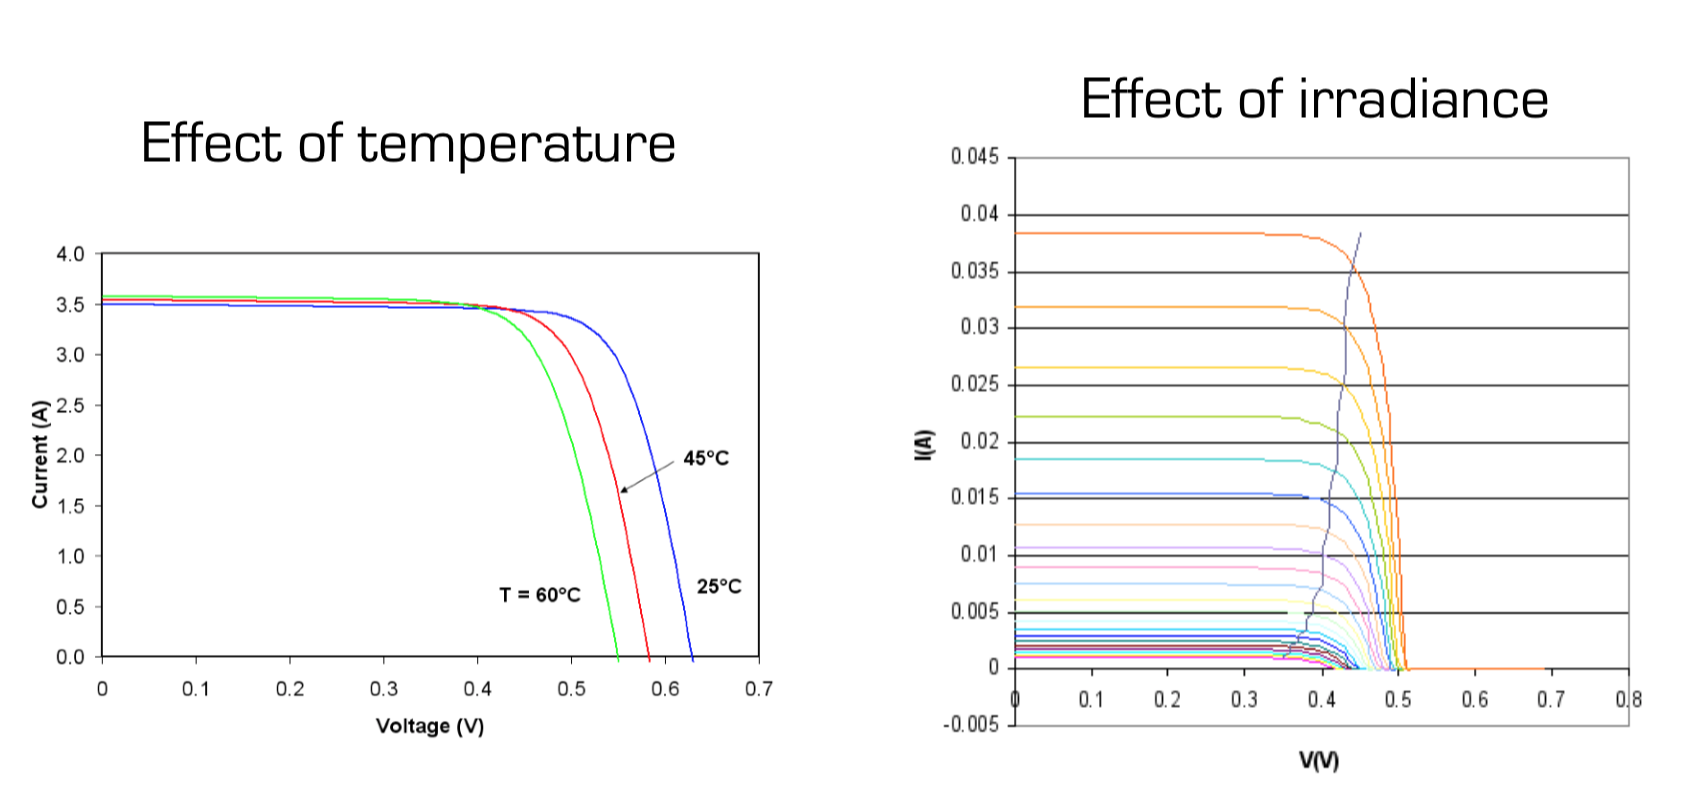 Effect of temperature
4.0
3.5
3.0
2.5
2.0
1.5
1.0
0.5
0.0
Current (A)
45°C
T = 60°C
25°C
0 0.1 0.2 0.3 0.4 0.5 0.6 0.7
Voltage (V)
Effect of irradiance
0.045
0.04
0.035
0.03
0.025
0.02
0.015
0.01
0.005
0
-0.005
I(A)
0 0.1 0.2 0.3 0.4 0.5 0.6 0.7 0.8
V(V)